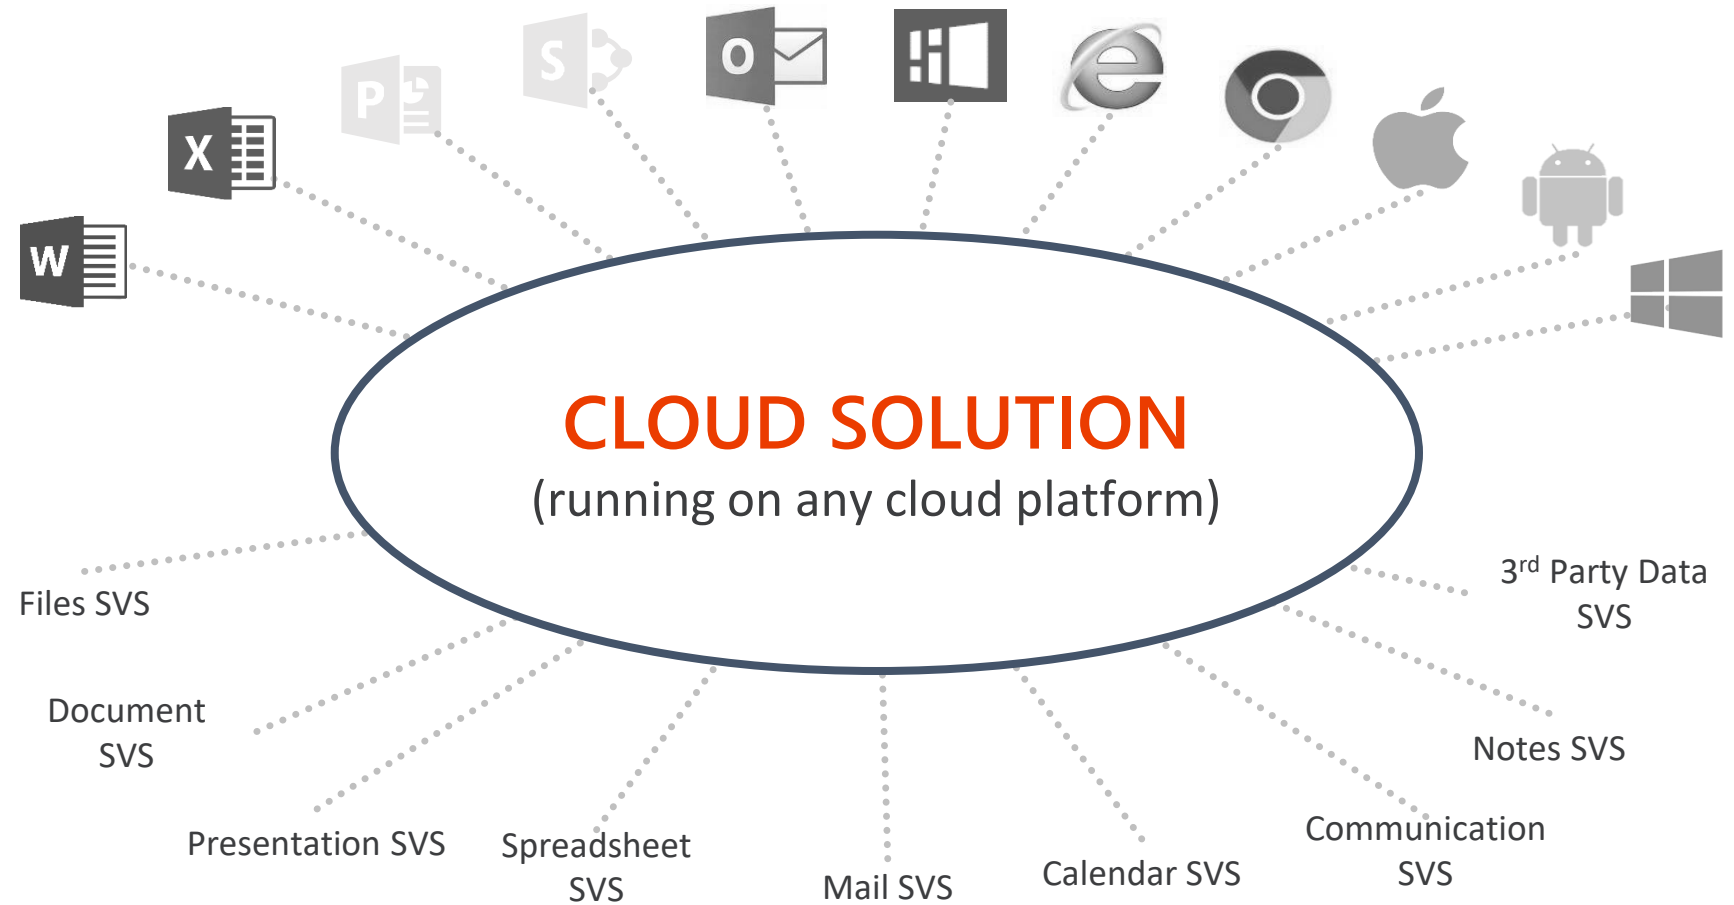 S
O
P
X
W
CLOUD SOLUTION
(running on any cloud platform)
3rd Party Data
SVS
Files SVS
Document
SVS
Notes SVS
Presentation SVS
Spreadsheet
SVS
Mail SVS
Calendar SVS
Communication
SVS